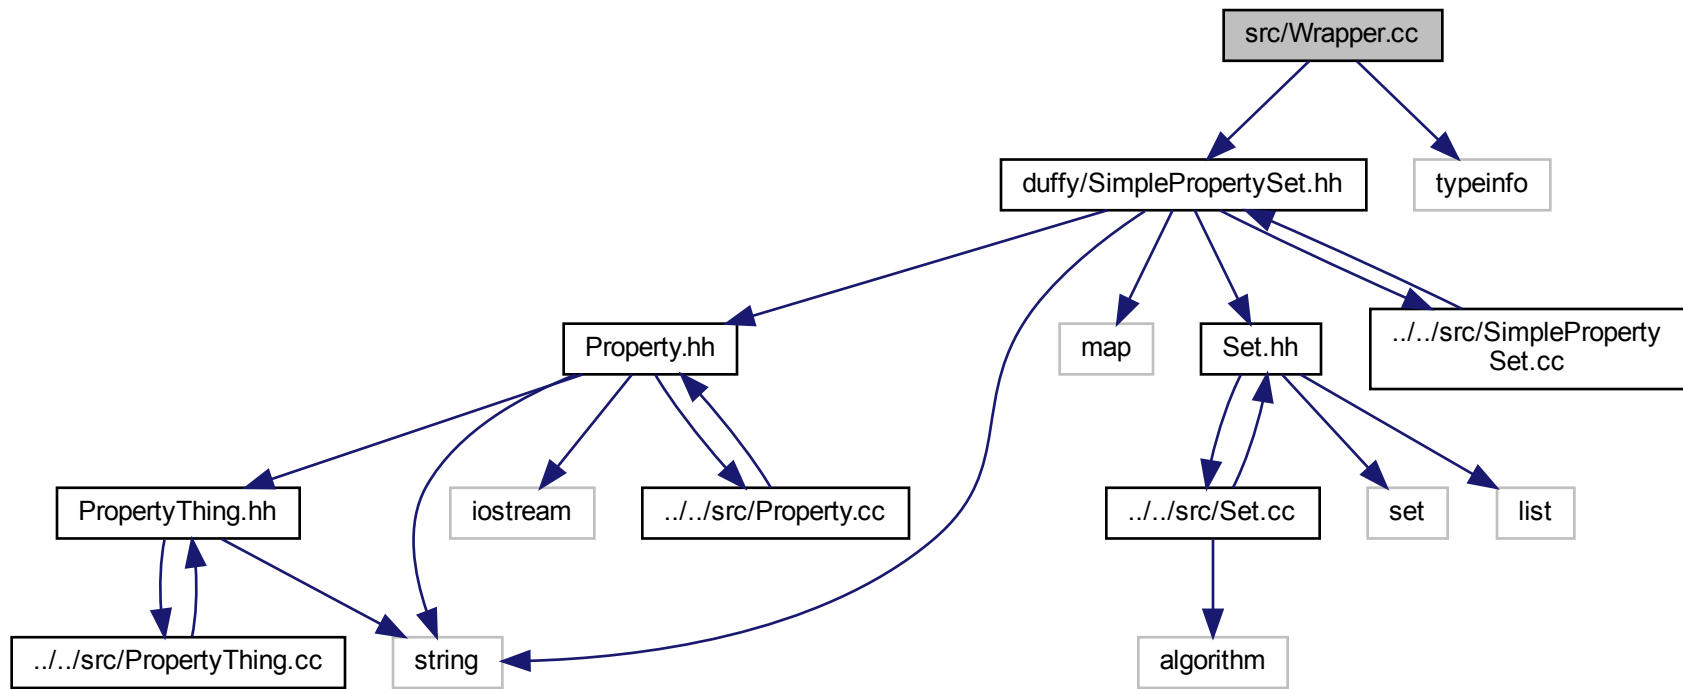 src/Wrapper.cc
duffy/SimplePropertySet.hh
typeinfo
Property.hh
map
Set.hh
../../src/SimpleProperty
Set.cc
PropertyThing.hh
iostream
../../src/Property.cc
../../src/Set.cc
set
list
../../src/PropertyThing.cc
string
algorithm